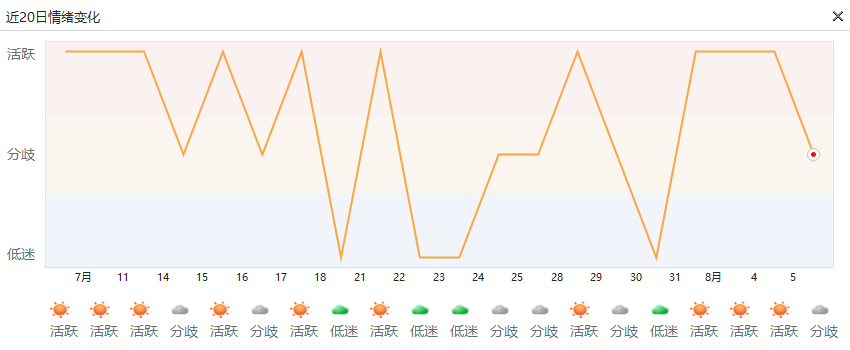 近20日情绪变化
活跃
分歧
低迷
7月 11 14 15 16 17 18 21 22 23 24 25 28 29 30 31 8月 4 5
活跃 活跃 活跃 分歧 活跃 分歧 活跃 低迷 活跃 低迷 低迷 分歧 分歧 活跃 分歧 低迷 活跃 活跃 活跃 分歧